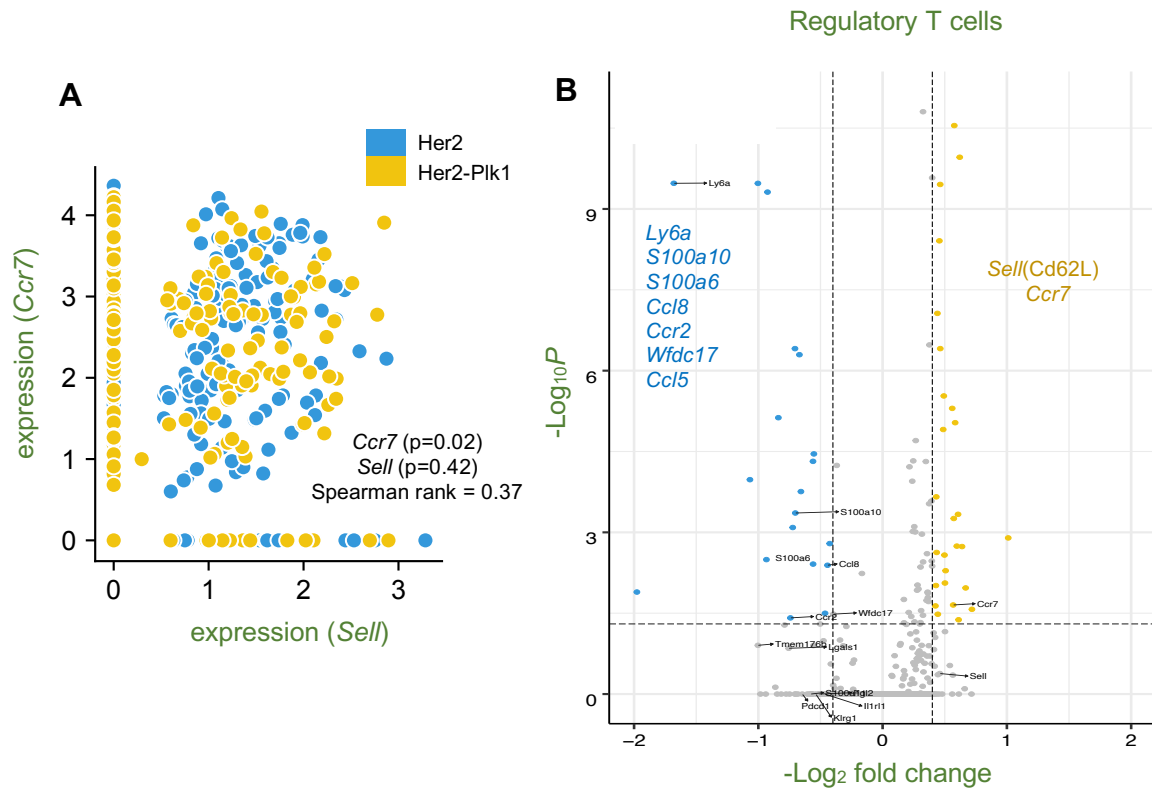 Regulatory T cells
A
Her2
Her2-Plk1
expression (Ccr7)
4
3
2
1
0
Ccr7 (p=0.02)
Sell (p=0.42)
Spearman rank = 0.37
0
1
2
3
expression (Sell)
B
-Log10P
9
6
3
0
Ly6a
Ly6a
S100a10
S100a6
Ccl8
Ccr2
Wfdc17
Ccl5
Sell(Cd62L)
Ccr7
S100a10
S100a6
Ccl8
Wfdc17
Ccr2
Ccr7
Tmem176b
Lgals1
Sell
Pdcd1
Il1rl1
Klrg1
−2
−1
0
1
2
-Log2 fold change